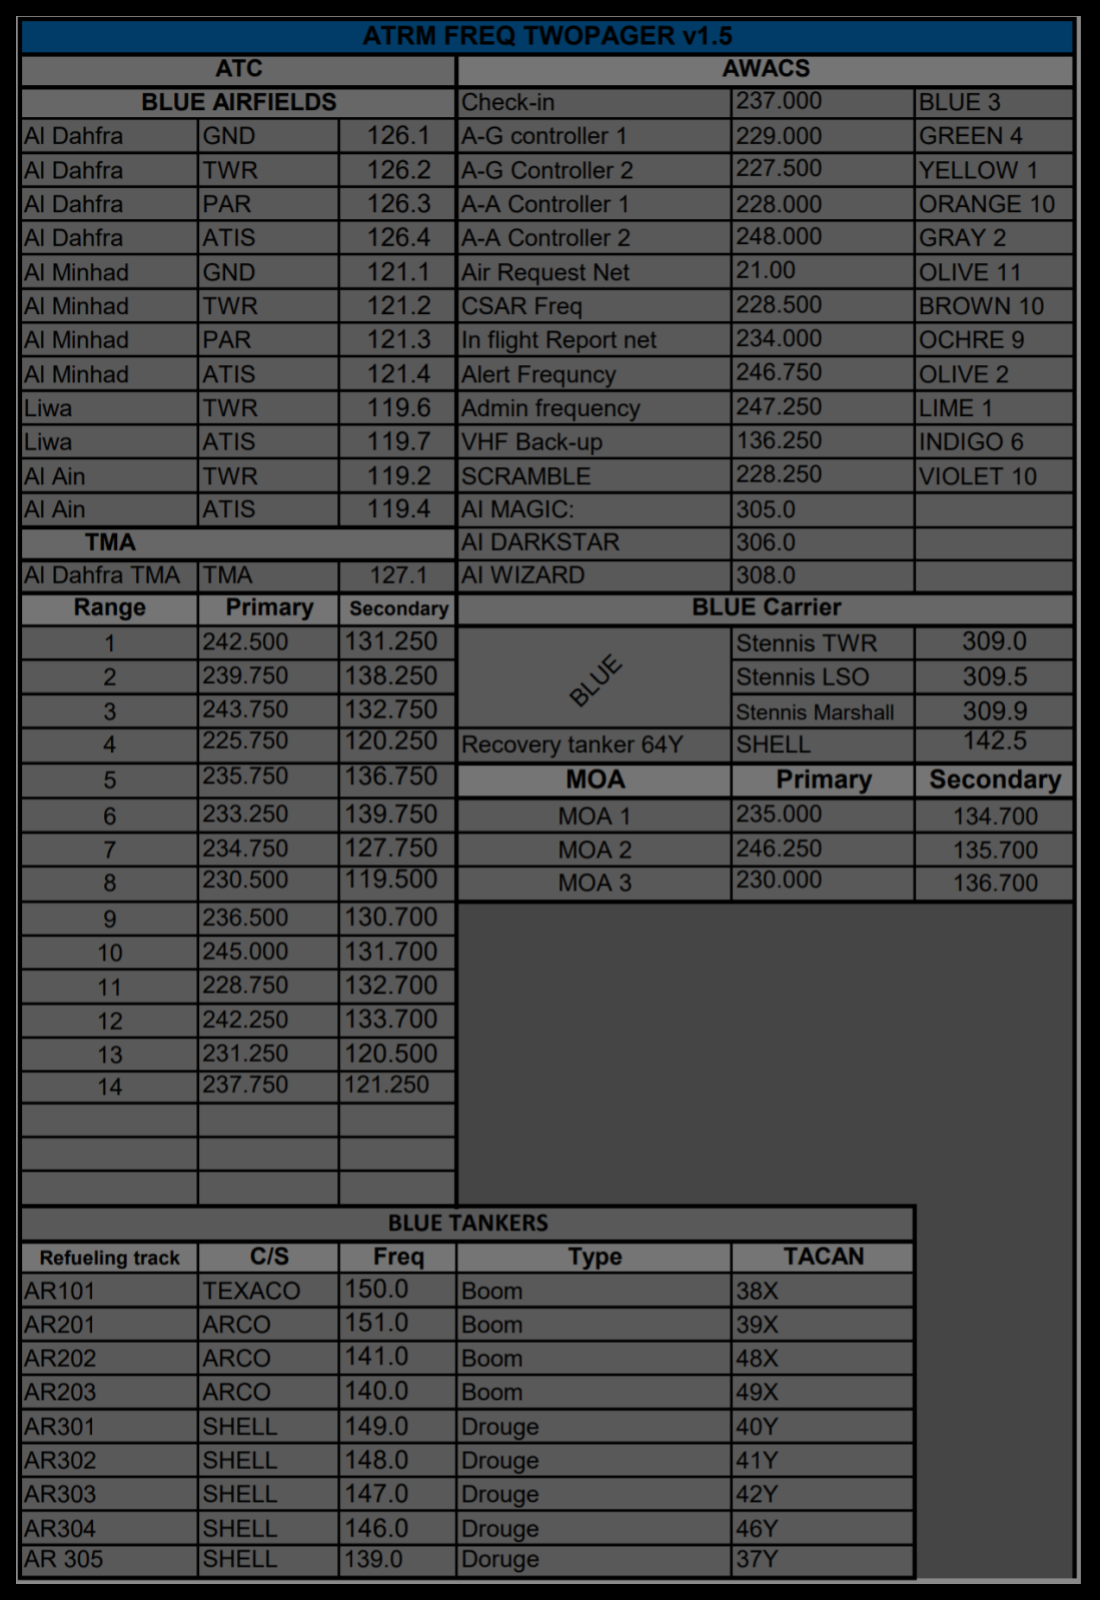 ATRM FREQ TWOPAGER v1.5
ATC AWACS
BLUE AIRFIELDS Check-in 237.000 BLUE 3
Al Dahfra GND 126.1 A-G controller 1 229.000 GREEN 4
Al Dahfra TWR 126.2 A-G Controller 2 227.500 YELLOW 1
Al Dahfra PAR 126.3 A-A Controller 1 228.000 ORANGE 10
Al Dahfra ATIS 126.4 A-A Controller 2 248.000 GRAY 2
Al Minhad GND 121.1 Air Request Net 21.00 OLIVE 11
Al Minhad TWR 121.2 CSAR Freq 228.500 BROWN 10
Al Minhad PAR 121.3 In flight Report net 234.000 OCHRE 9
Al Minhad ATIS 121.4 Alert Frequncy 246.750 OLIVE 2
Liwa TWR 119.6 Admin frequency 247.250 LIME 1
Liwa ATIS 119.7 VHF Back-up 136.250 INDIGO 6
Al Ain TWR 119.2 SCRAMBLE 228.250 VIOLET 10
Al Ain ATIS 119.4 AI MAGIC: 305.0
TMA AI DARKSTAR 306.0
Al Dahfra TMA TMA 127.1 AI WIZARD 308.0
Range Primary Secondary BLUE Carrier
1 242.500 131.250 BLUE Stennis TWR 309.0
2 239.750 138.250 Stennis LSO 309.5
3 243.750 132.750 Stennis Marshall 309.9
4 225.750 120.250 Recovery tanker 64Y SHELL 142.5
5 235.750 136.750 MOA Primary Secondary
6 233.250 139.750 MOA 1 235.000 134.700
7 234.750 127.750 MOA 2 246.250 135.700
8 230.500 119.500 MOA 3 230.000 136.700
9 236.500 130.700
10 245.000 131.700
11 228.750 132.700
12 242.250 133.700
13 231.250 120.500
14 237.750 121.250
BLUE TANKERS
Refueling track C/S Freq Type TACAN
AR101 TEXACO 150.0 Boom 38X
AR201 ARCO 151.0 Boom 39X
AR202 ARCO 141.0 Boom 48X
AR203 ARCO 140.0 Boom 49X
AR301 SHELL 149.0 Drouge 40Y
AR302 SHELL 148.0 Drouge 41Y
AR303 SHELL 147.0 Drouge 42Y
AR304 SHELL 146.0 Drouge 46Y
AR 305 SHELL 139.0 Doruge 37Y